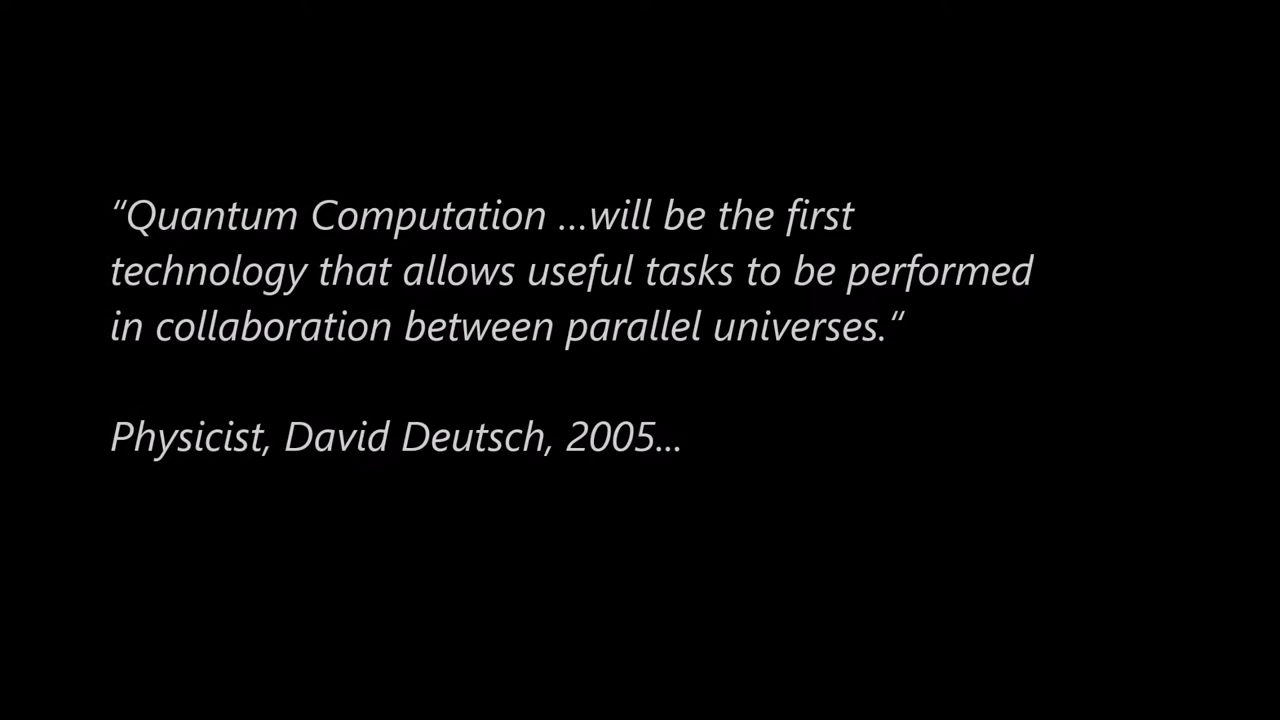 “Quantum Computation ...will be the first
technology that allows useful tasks to be performed
in collaboration between parallel universes.“
Physicist, David Deutsch, 2005...